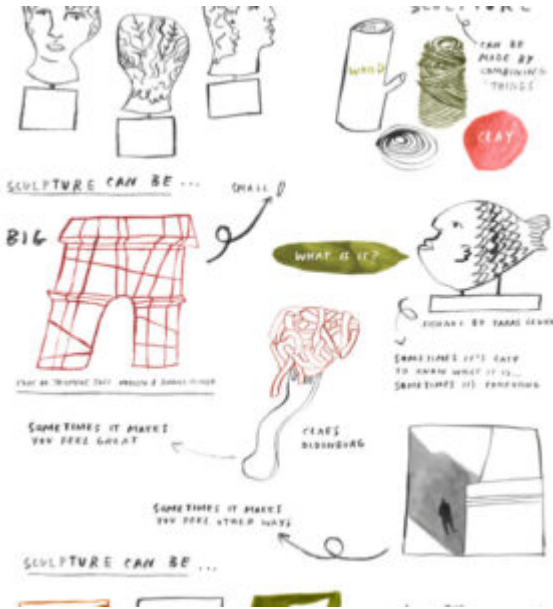 SCULPTURE
CAN BE
MADE BY
COMBINING
THINGS
WOOD
CLAY
SCULPTURE CAN BE ...
SMALL
BIG
WHAT IS IT?
SOMETIMES IT'S EASY
TO KNOW WHAT IT IS...
SOMETIMES IT'S CONFUSING
SOMETIMES IT MAKES
YOU FEEL GREAT
CLAES
OLDENBURG
SOMETIMES IT MAKES
YOU FEEL OTHER WAYS
SCULPTURE CAN BE ...